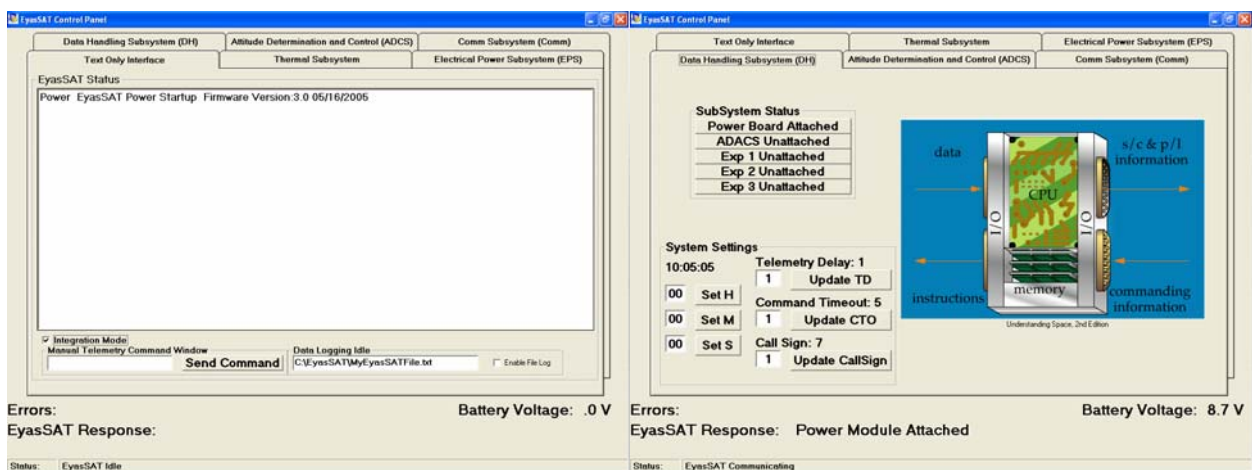 EyasSAT Control Panel
Data Handling Subsystem (DH)
Attitude Determination and Control (ADCS)
Comm Subsystem (Comm)
Text Only Interface
Thermal Subsystem
Electrical Power Subsystem (EPS)
EyasSAT Status
Power EyasSAT Power Startup Firmware Version:3.0 05/16/2005
Integration Mode
Manual Telemetry Command Window
Send Command
Data Logging Idle
C:\EyasSAT\MyEyasSATFile.txt
Enable File Log
Errors:
Battery Voltage: .0 V
EyasSAT Response:
Status: EyasSAT Idle
EyasSAT Control Panel
Text Only Interface
Thermal Subsystem
Electrical Power Subsystem (EPS)
Data Handling Subsystem (DH)
Attitude Determination and Control (ADCS)
Comm Subsystem (Comm)
SubSystem Status
Power Board Attached
ADACS Unattached
Exp 1 Unattached
Exp 2 Unattached
Exp 3 Unattached
System Settings
10:05:05
00 Set H
00 Set M
00 Set S
Telemetry Delay: 1
1 Update TD
Command Timeout: 5
1 Update CTO
Call Sign: 7
1 Update CallSign
data
s/c & p/l
information
CPU
I/O
I/O
memory
instructions
commanding
information
Understanding Space, 2nd Edition
Errors:
Battery Voltage: 8.7 V
EyasSAT Response: Power Module Attached
Status: EyasSAT Communicating